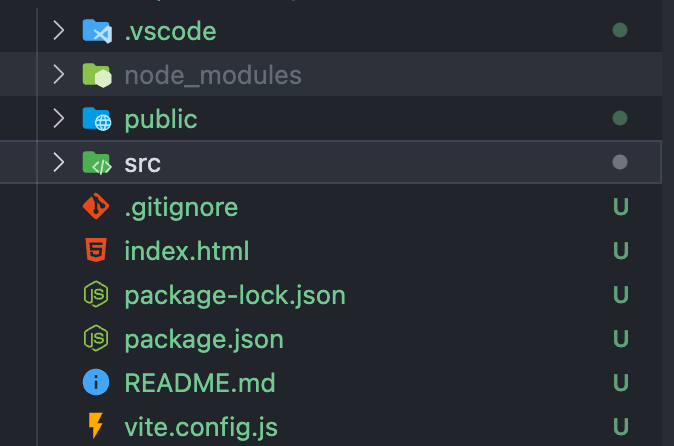 .vscode
node_modules
public
src
.gitignore U
index.html U
package-lock.json U
package.json U
README.md U
vite.config.js U